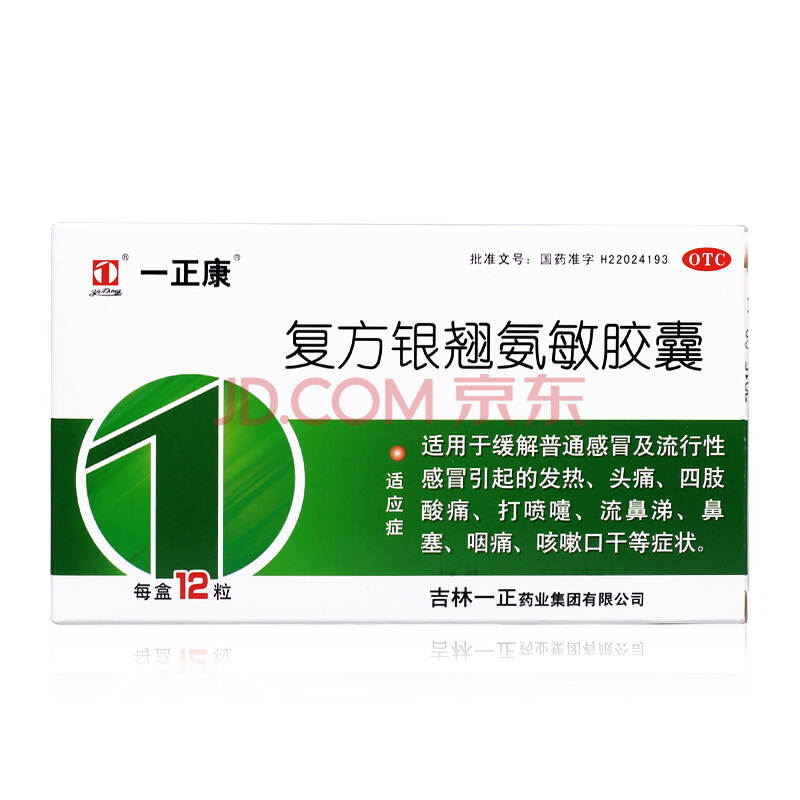 批准文号：国药准字 H22024193
OTC
1
YiZheng
®
一正康®
复方银翘氨敏胶囊
JD.COM 京东
适应症
适用于缓解普通感冒及流行性
感冒引起的发热、头痛、四肢
酸痛、打喷嚏、流鼻涕、鼻
塞、咽痛、咳嗽口干等症状。
1
每盒12粒
吉林一正药业集团有限公司